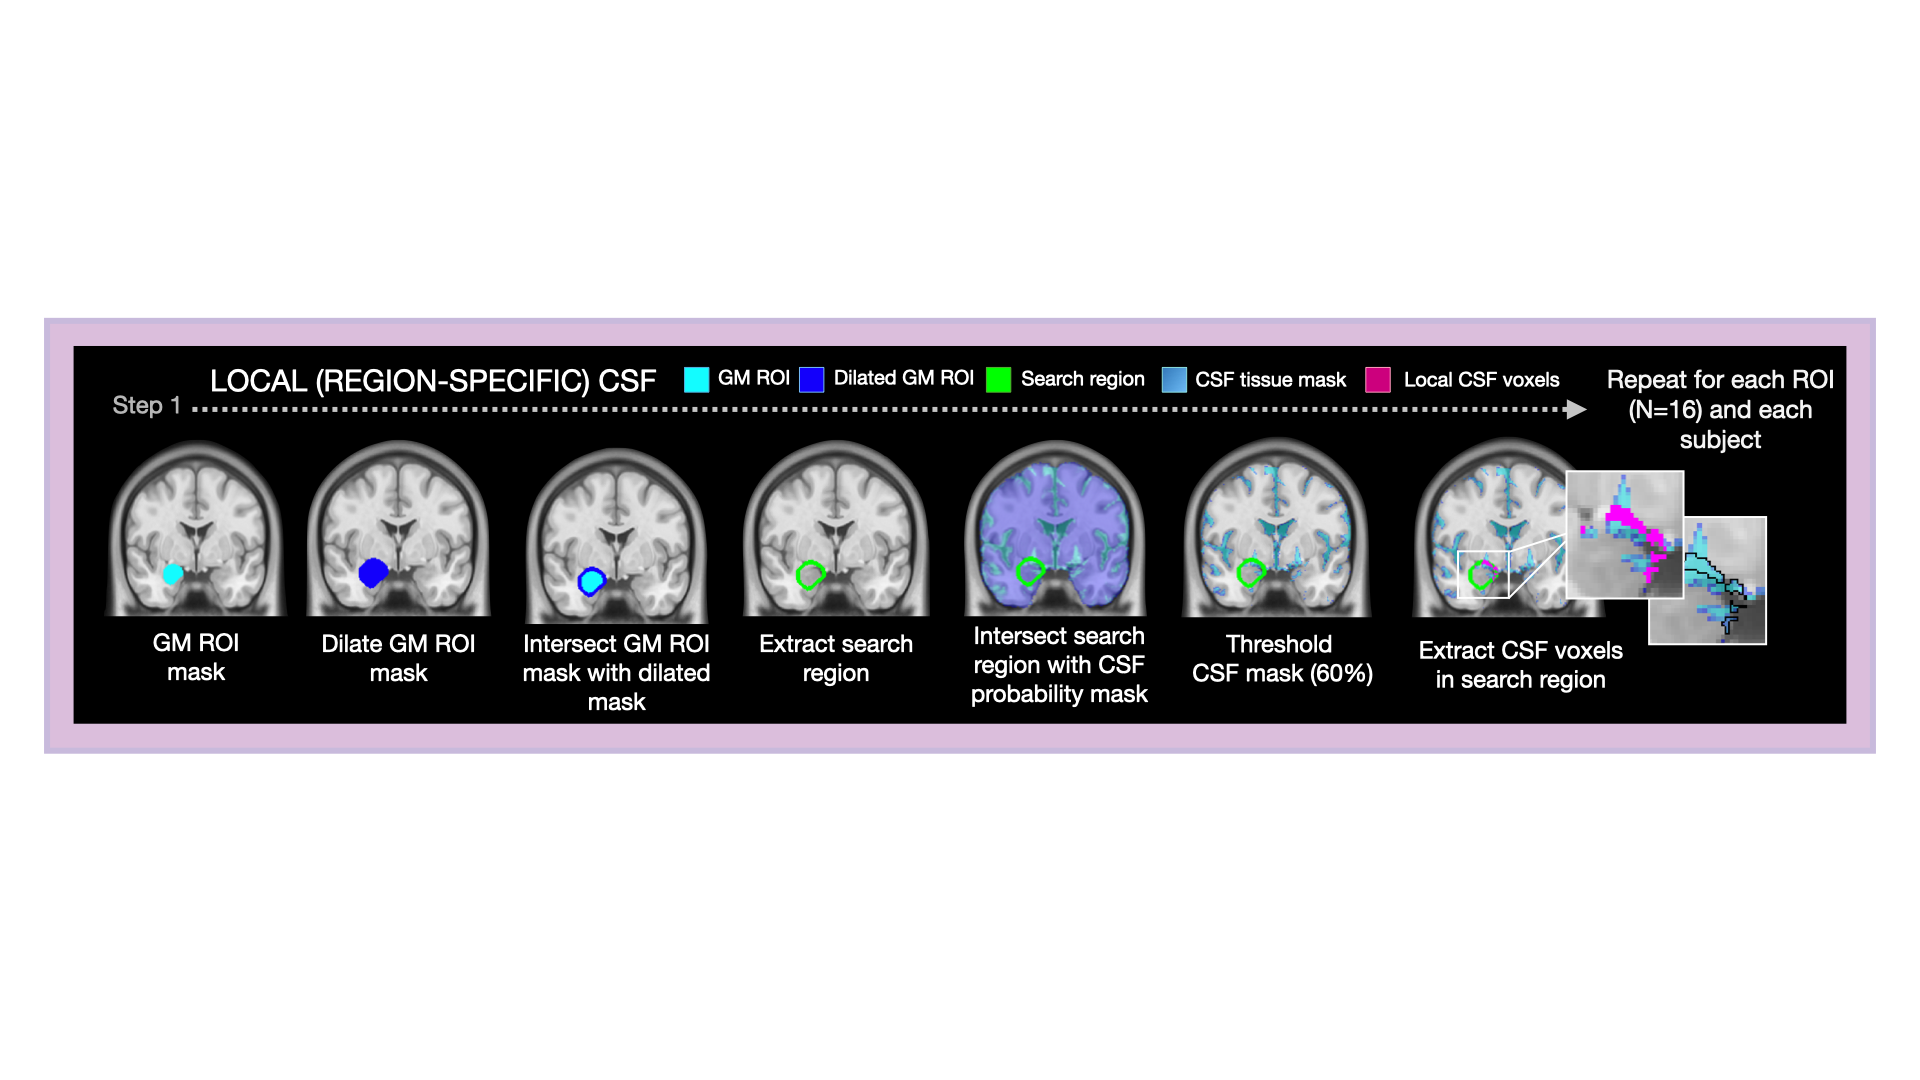 LOCAL (REGION-SPECIFIC) CSF
GM ROI
Dilated GM ROI
Search region
CSF tissue mask
Local CSF voxels
Step 1
Repeat for each ROI
(N=16) and each
subject
GM ROI
mask
Dilate GM ROI
mask
Intersect GM ROI
mask with dilated
mask
Extract search
region
Intersect search
region with CSF
probability mask
Threshold
CSF mask (60%)
Extract CSF voxels
in search region